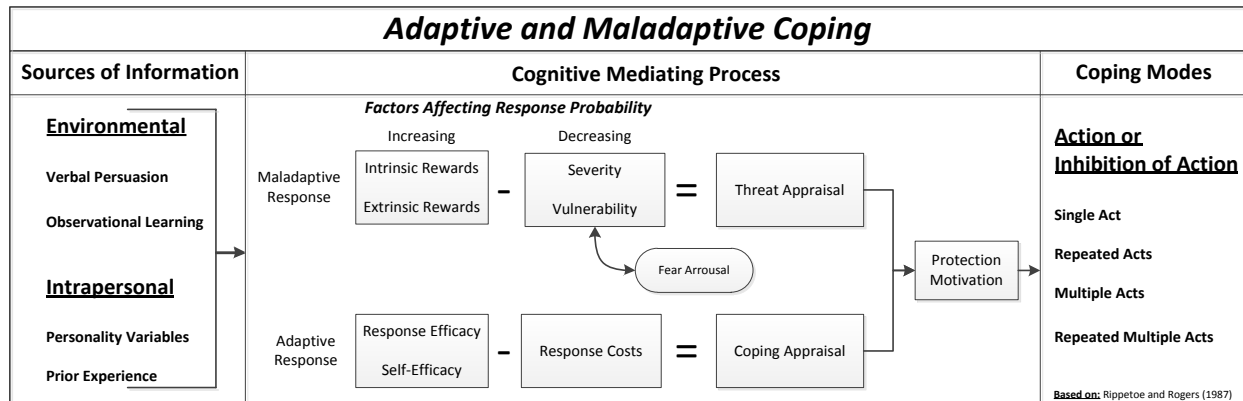 Adaptive and Maladaptive Coping
Sources of Information
Cognitive Mediating Process
Coping Modes
Environmental
Verbal Persuasion
Observational Learning
Intrapersonal
Personality Variables
Prior Experience
Factors Affecting Response Probability
Increasing
Decreasing
Maladaptive
Response
Intrinsic Rewards
Extrinsic Rewards
-
Severity
Vulnerability
=
Threat Appraisal
Fear Arrousal
Adaptive
Response
Response Efficacy
Self-Efficacy
-
Response Costs
=
Coping Appraisal
Protection
Motivation
Action or
Inhibition of Action
Single Act
Repeated Acts
Multiple Acts
Repeated Multiple Acts
Based on: Rippetoe and Rogers (1987)